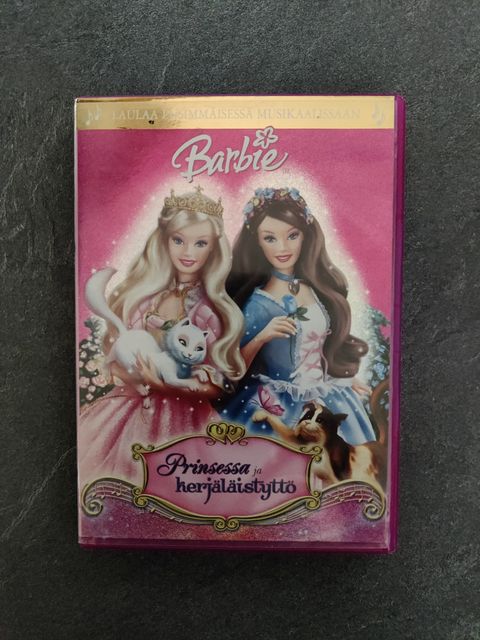 LAULAA ENSIMMÄISESSÄ MUSIKAALISSAAN
Barbie
Prinsessa ja
kerjäläistyttö